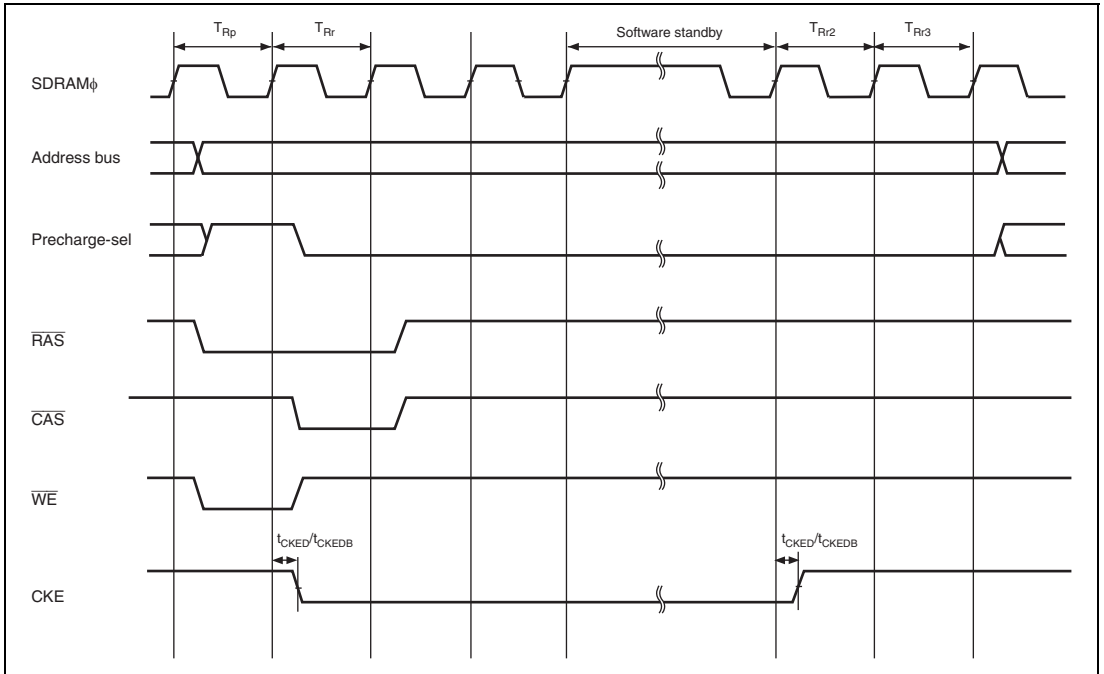 TRp TRr Software standby TRr2 TRr3
SDRAMφ
Address bus
Precharge-sel
RAS
CAS
WE
tCKED/tCKEDB tCKED/tCKEDB
CKE